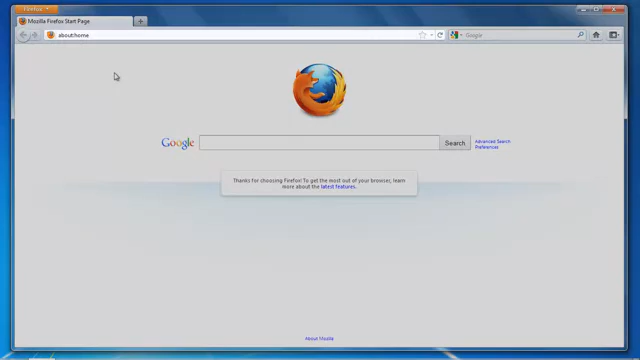 Firefox
Mozilla Firefox Start Page
about:home
Google
Google
Search
Advanced Search
Preferences
Thanks for choosing Firefox! To get the most out of your browser, learn
more about the latest features.
About Mozilla